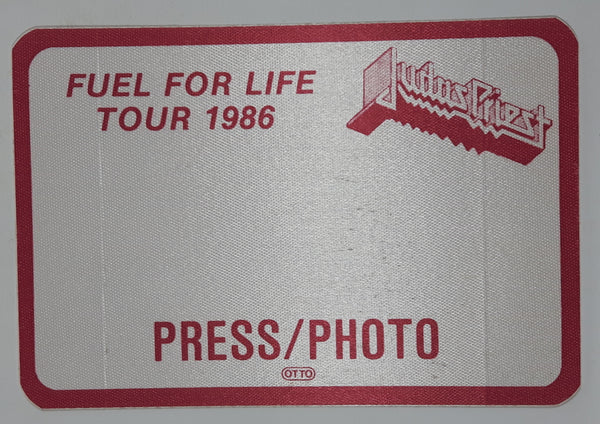 FUEL FOR LIFE
TOUR 1986
Judas Priest
PRESS/PHOTO
OTTO